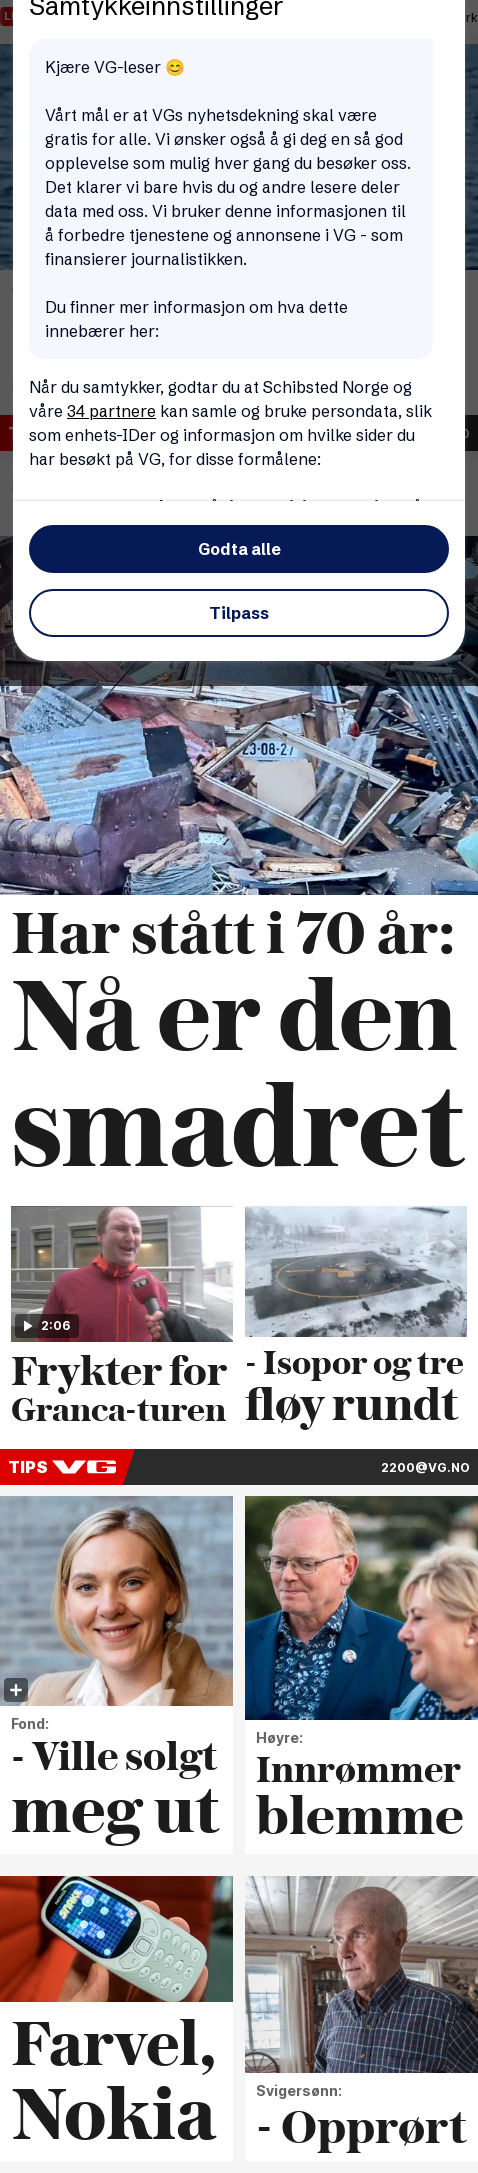 Samtykkeinnstillinger
Kjære VG-leser 😊
Vårt mål er at VGs nyhetsdekning skal være
gratis for alle. Vi ønsker også å gi deg en så god
opplevelse som mulig hver gang du besøker oss.
Det klarer vi bare hvis du og andre lesere deler
data med oss. Vi bruker denne informasjonen til
å forbedre tjenestene og annonsene i VG - som
finansierer journalistikken.
Du finner mer informasjon om hva dette
innebærer her:
Når du samtykker, godtar du at Schibsted Norge og
våre 34 partnere kan samle og bruke persondata, slik
som enhets-IDer og informasjon om hvilke sider du
har besøkt på VG, for disse formålene:
Godta alle
Tilpass
23-08-27
Har stått i 70 år:
Nå er den
smadret
2:06
Frykter for
Granca-turen
- Isopor og tre
fløy rundt
TIPS VG
2200@VG.NO
Fond:
- Ville solgt
meg ut
Høyre:
Innrømmer
blemme
NOKIA
SNAKE
Farvel,
Nokia
Svigersønn:
- Opprørt